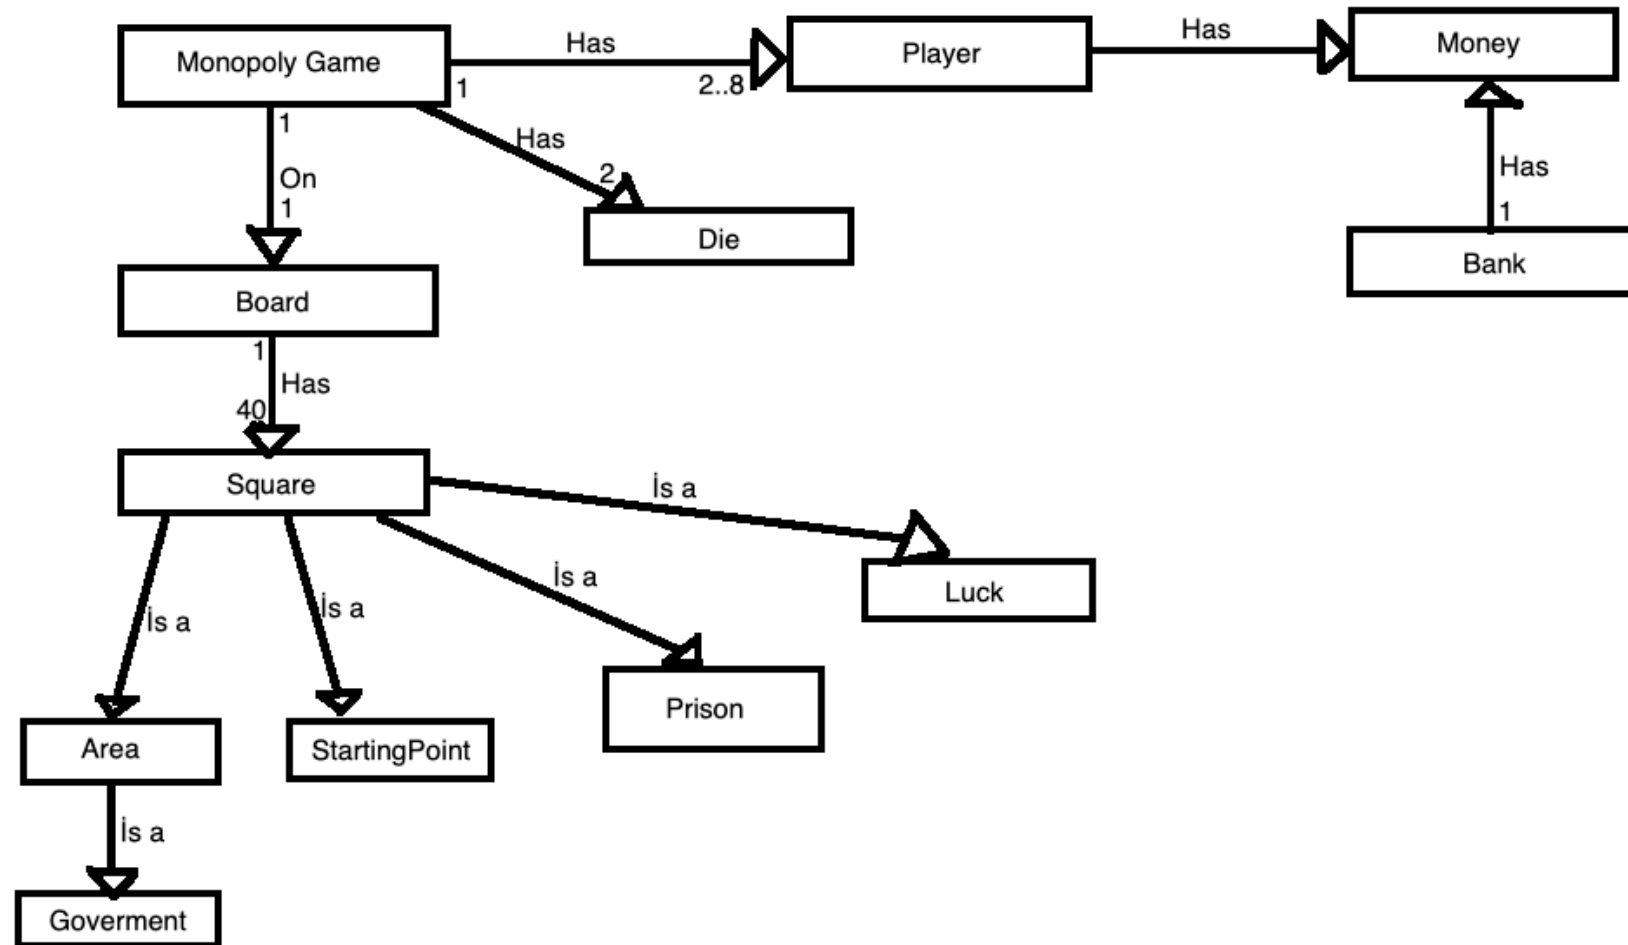 Monopoly Game
Has
1
2..8
Player
Has
Money
1
On
1
Has
2
Die
Has
1
Bank
Board
1
Has
40
Square
İs a
İs a
İs a
İs a
Luck
Prison
Area
StartingPoint
İs a
Goverment